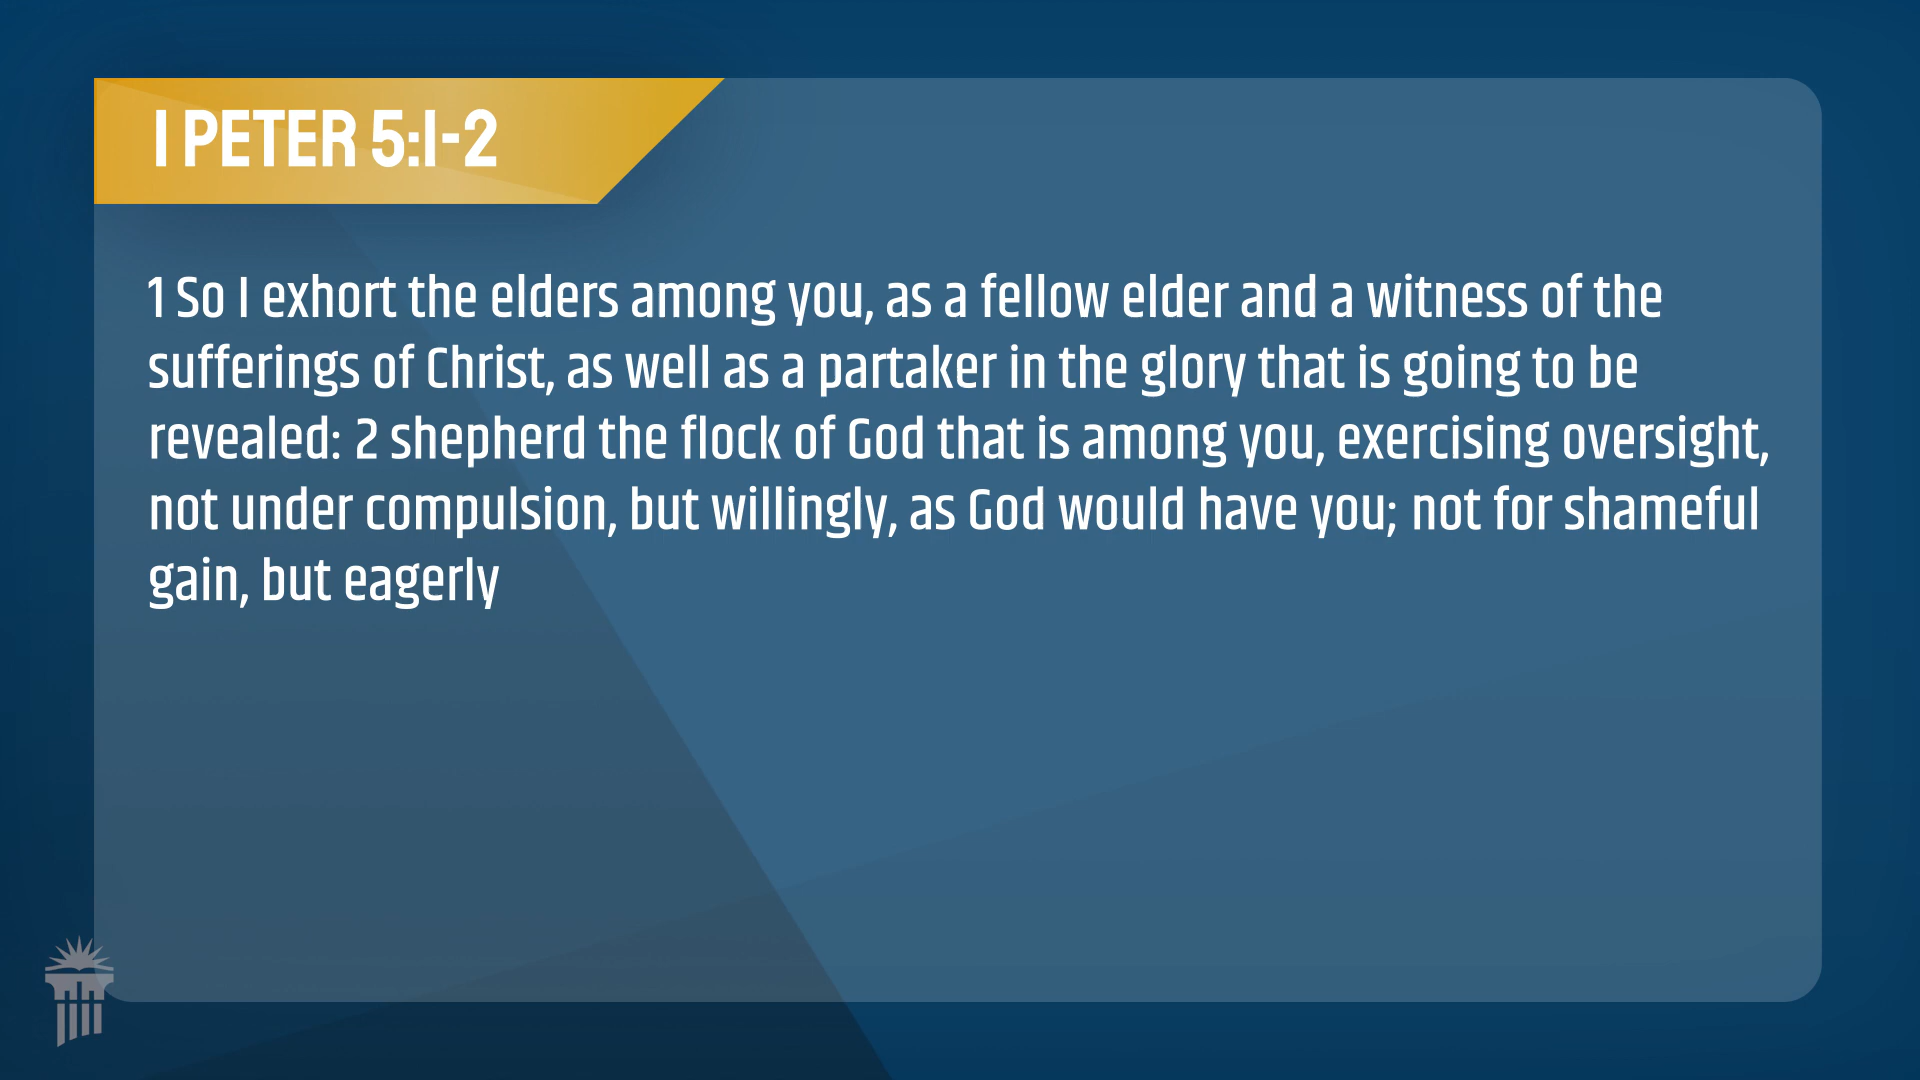 I PETER 5:1-2
1 So I exhort the elders among you, as a fellow elder and a witness of the
sufferings of Christ, as well as a partaker in the glory that is going to be
revealed: 2 shepherd the flock of God that is among you, exercising oversight,
not under compulsion, but willingly, as God would have you; not for shameful
gain, but eagerly